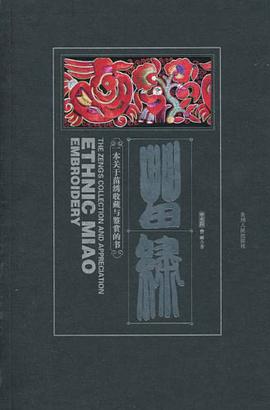 THE ZENGS COLLECTION AND APPRECIATION
ETHNIC MIAO
EMBROIDERY
一本关于苗绣收藏与鉴赏的书
苗繡
贵州人民出版社